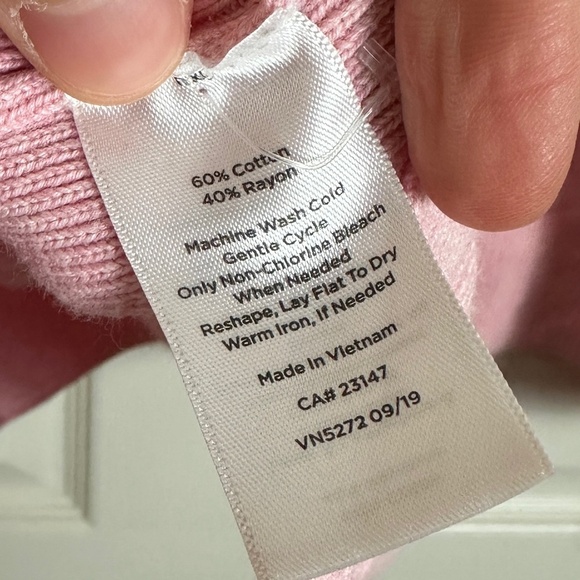 60% Cotton
40% Rayon
Machine Wash Cold
Gentle Cycle
Only Non-Chlorine Bleach
When Needed
Reshape, Lay Flat To Dry
Warm Iron, If Needed
Made In Vietnam
CA# 23147
VN5272 09/19